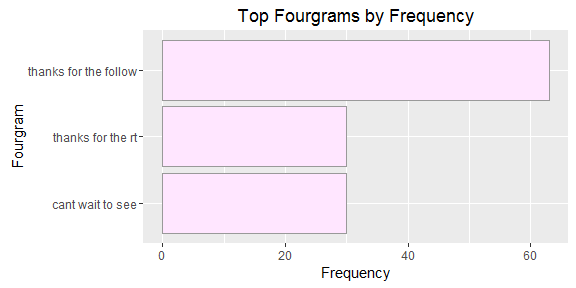 Top Fourgrams by Frequency
Fourgram
thanks for the follow
thanks for the rt
cant wait to see
0 20 40 60
Frequency